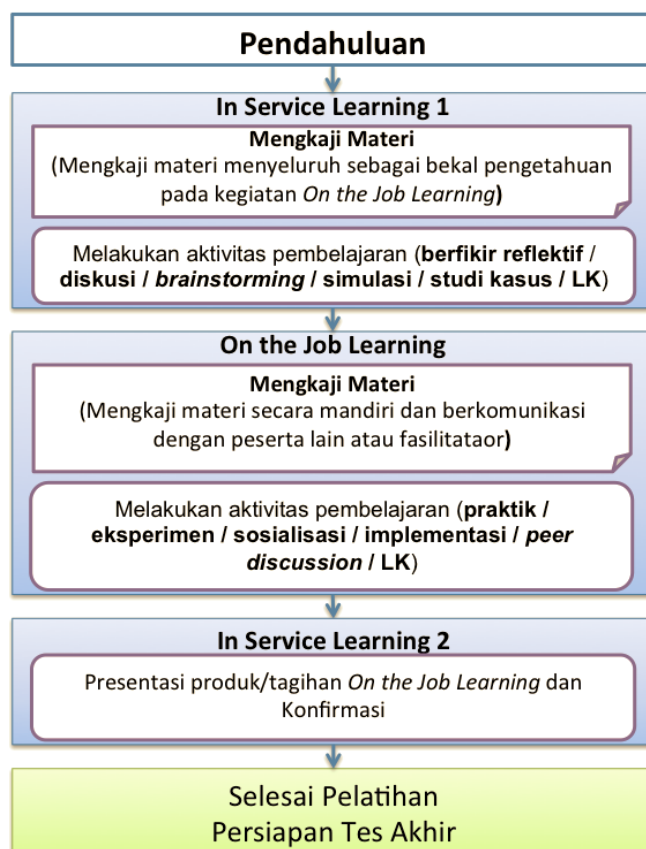 Pendahuluan
In Service Learning 1
Mengkaji Materi
(Mengkaji materi menyeluruh sebagai bekal pengetahuan
pada kegiatan On the Job Learning)
Melakukan aktivitas pembelajaran (berfikir reflektif /
diskusi / brainstorming / simulasi / studi kasus / LK)
On the Job Learning
Mengkaji Materi
(Mengkaji materi secara mandiri dan berkomunikasi
dengan peserta lain atau fasilitataor)
Melakukan aktivitas pembelajaran (praktik /
eksperimen / sosialisasi / implementasi / peer
discussion / LK)
In Service Learning 2
Presentasi produk/tagihan On the Job Learning dan
Konfirmasi
Selesai Pelatihan
Persiapan Tes Akhir